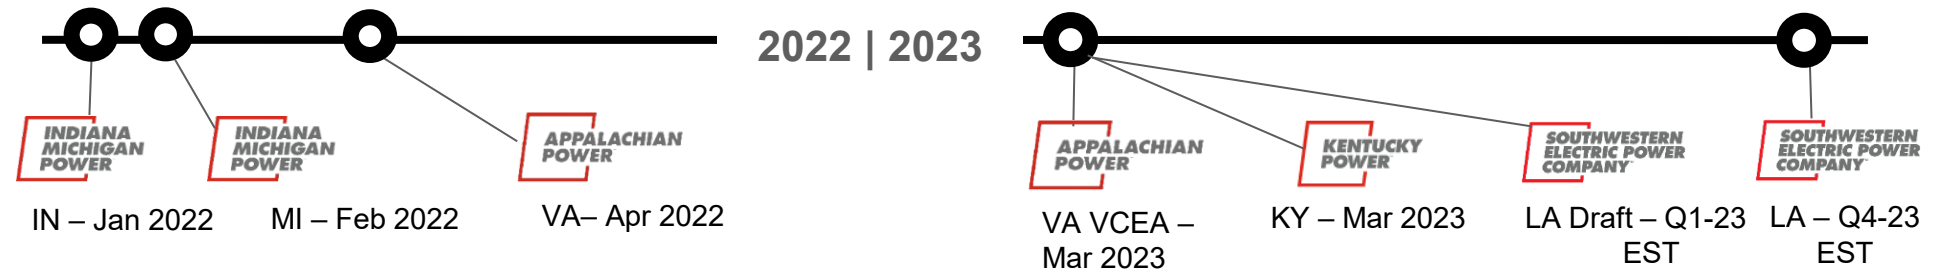 2022 | 2023
INDIANA
MICHIGAN
POWER
INDIANA
MICHIGAN
POWER
APPALACHIAN
POWER
APPALACHIAN
POWER
KENTUCKY
POWER
SOUTHWESTERN
ELECTRIC POWER
COMPANY
SOUTHWESTERN
ELECTRIC POWER
COMPANY
IN – Jan 2022
MI – Feb 2022
VA– Apr 2022
VA VCEA –
Mar 2023
KY – Mar 2023
LA Draft – Q1-23
EST
LA – Q4-23
EST